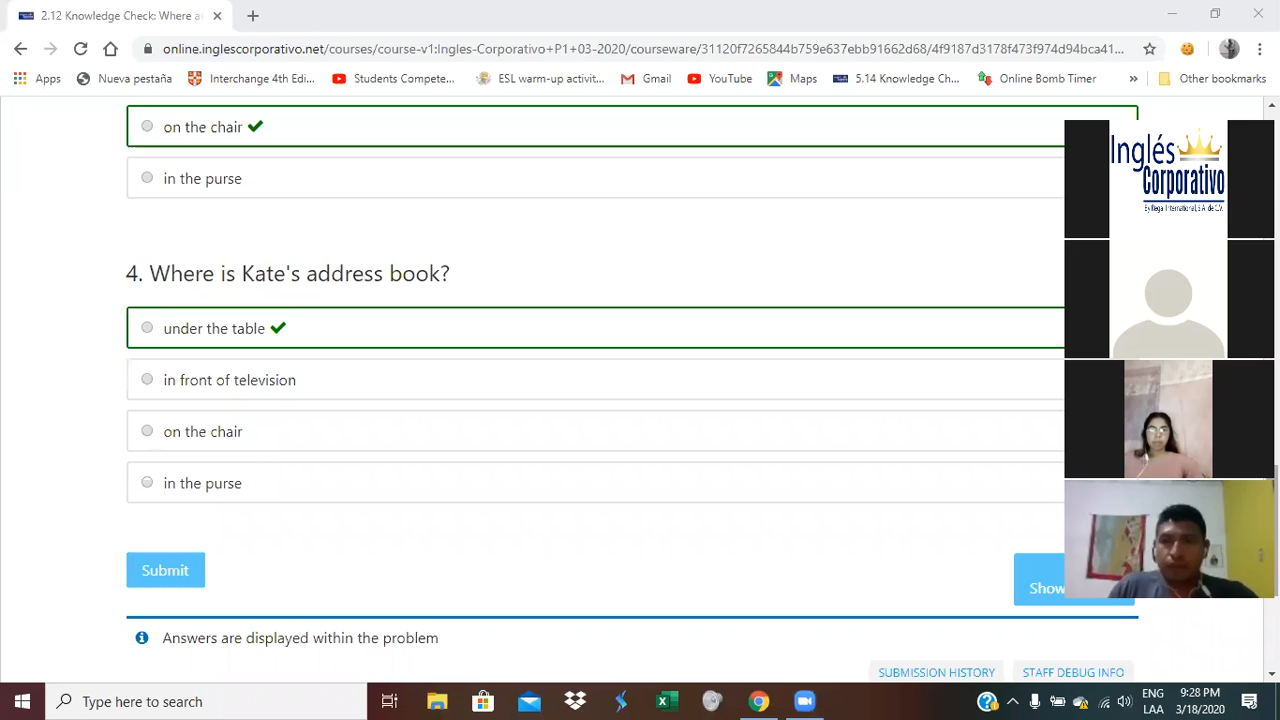 2.12 Knowledge Check: Where a
online.inglescorporativo.net/courses/course-v1:Ingles-Corporativo+P1+03-2020/courseware/31120f7265844b759e637ebb91662d68/4f9187d3178f473f974d94bca41...
Apps Nueva pestaña Interchange 4th Edi... Students Compete... ESL warm-up activit... Gmail YouTube Maps 5.14 Knowledge Ch... Online Bomb Timer » Other bookmarks
on the chair
in the purse
Inglés
Corporativo
4. Where is Kate's address book?
under the table
in front of television
on the chair
in the purse
Submit
Show
Answers are displayed within the problem
SUBMISSION HISTORY STAFF DEBUG INFO
Type here to search
ENG 9:28 PM
LAA 3/18/2020